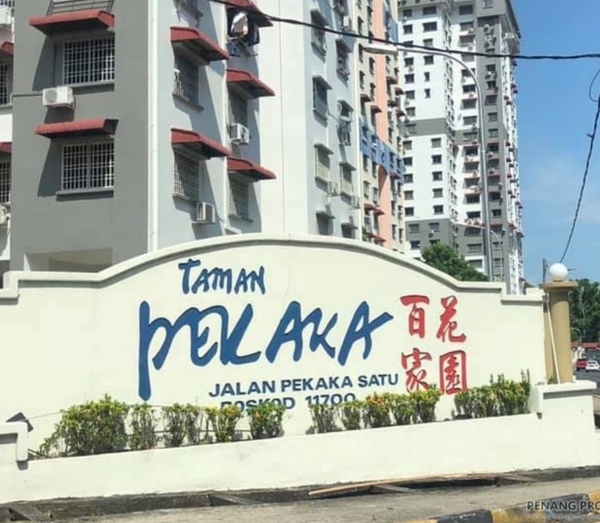 TAMAN
PEKAKA
百花
家園
JALAN PEKAKA SATU
POSKOD 11700
PENANG PRO